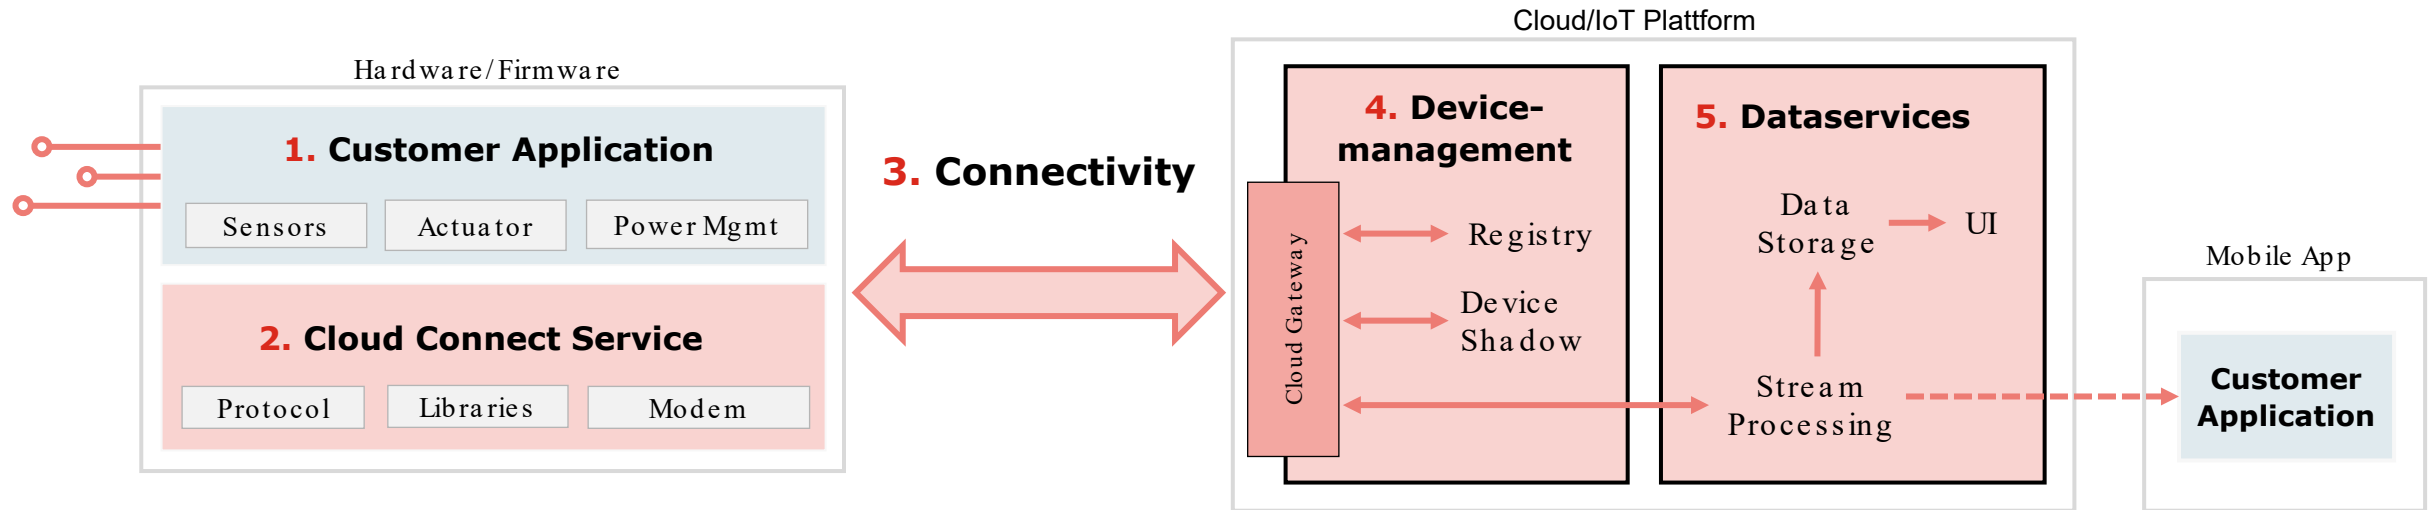 Hardware/Firmware
1. Customer Application
Sensors
Actuator
Power Mgmt
2. Cloud Connect Service
Protocol
Libraries
Modem
3. Connectivity
Cloud/IoT Plattform
Cloud Gateway
4. Device-
management
Registry
Device
Shadow
5. Dataservices
Data
Storage
UI
Stream
Processing
Mobile App
Customer
Application